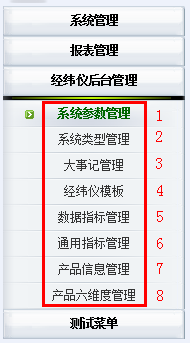 系统管理
报表管理
经纬仪后台管理
系统参数管理 1
系统类型管理 2
大事记管理 3
经纬仪模板 4
数据指标管理 5
通用指标管理 6
产品信息管理 7
产品六维度管理 8
测试菜单